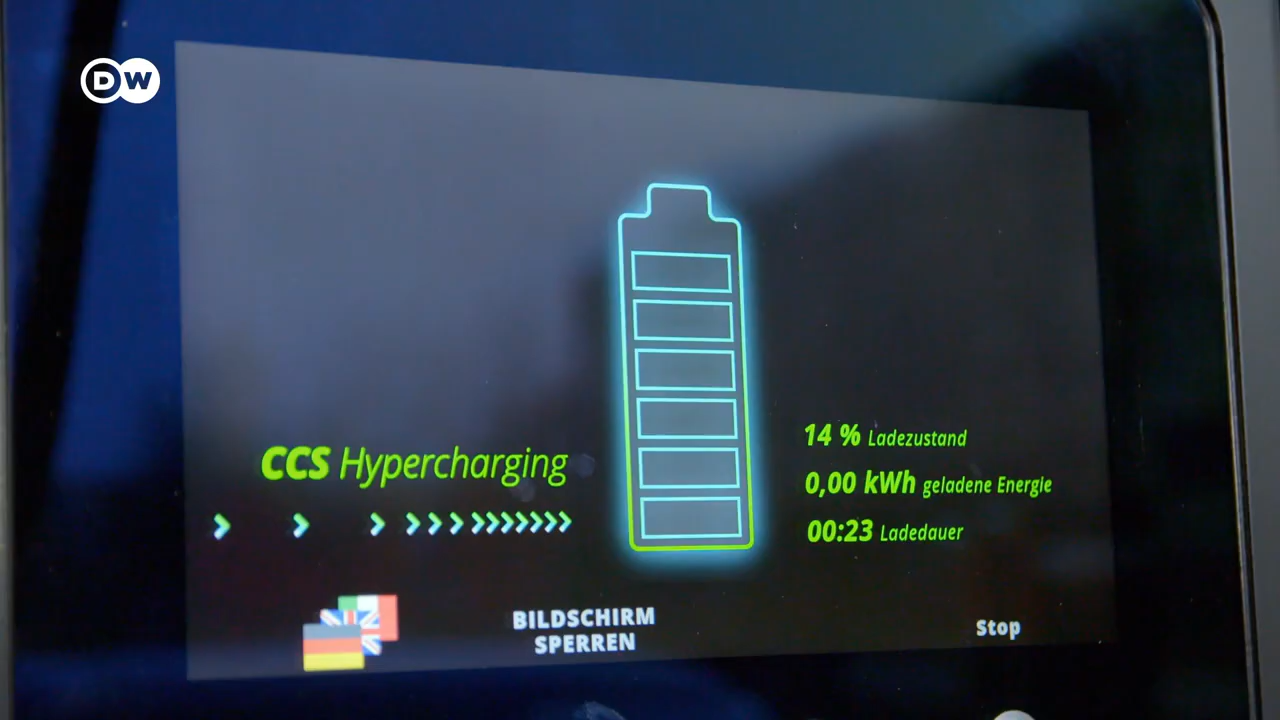 DW
CCS Hypercharging
14 % Ladezustand
0,00 kWh geladene Energie
00:23 Ladedauer
BILDSCHIRM
SPERREN
Stop